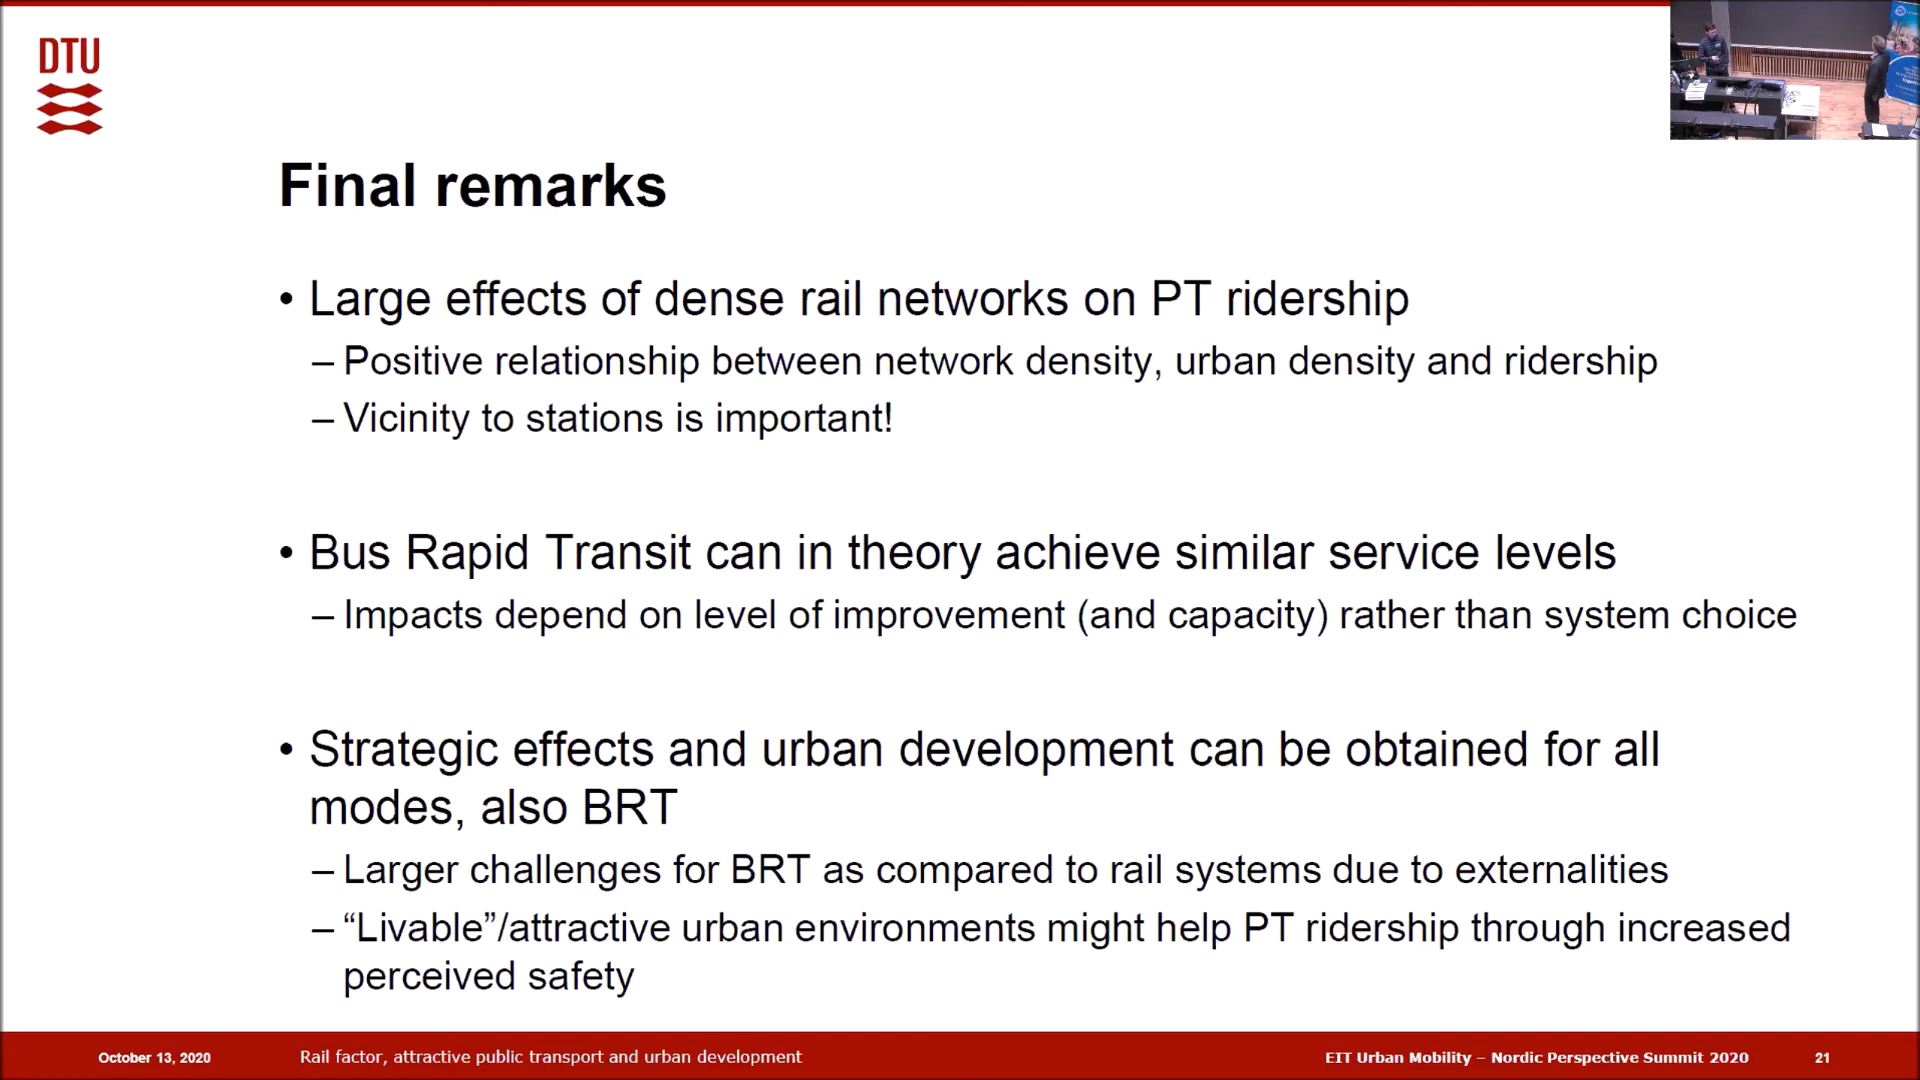 DTU
Final remarks
• Large effects of dense rail networks on PT ridership
– Positive relationship between network density, urban density and ridership
– Vicinity to stations is important!
• Bus Rapid Transit can in theory achieve similar service levels
– Impacts depend on level of improvement (and capacity) rather than system choice
• Strategic effects and urban development can be obtained for all
modes, also BRT
– Larger challenges for BRT as compared to rail systems due to externalities
– “Livable”/attractive urban environments might help PT ridership through increased
perceived safety
October 13, 2020 Rail factor, attractive public transport and urban development EIT Urban Mobility – Nordic Perspective Summit 2020 21